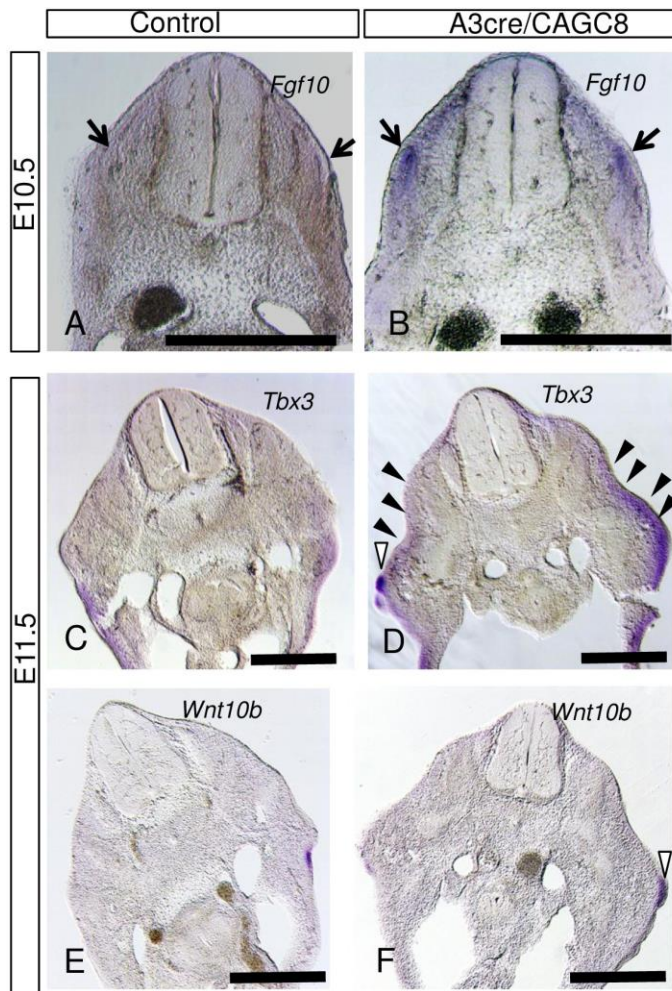 Control
A3cre/CAGC8
E10.5
Fgf10
A
Fgf10
B
E11.5
Tbx3
C
Tbx3
D
Wnt10b
E
Wnt10b
F